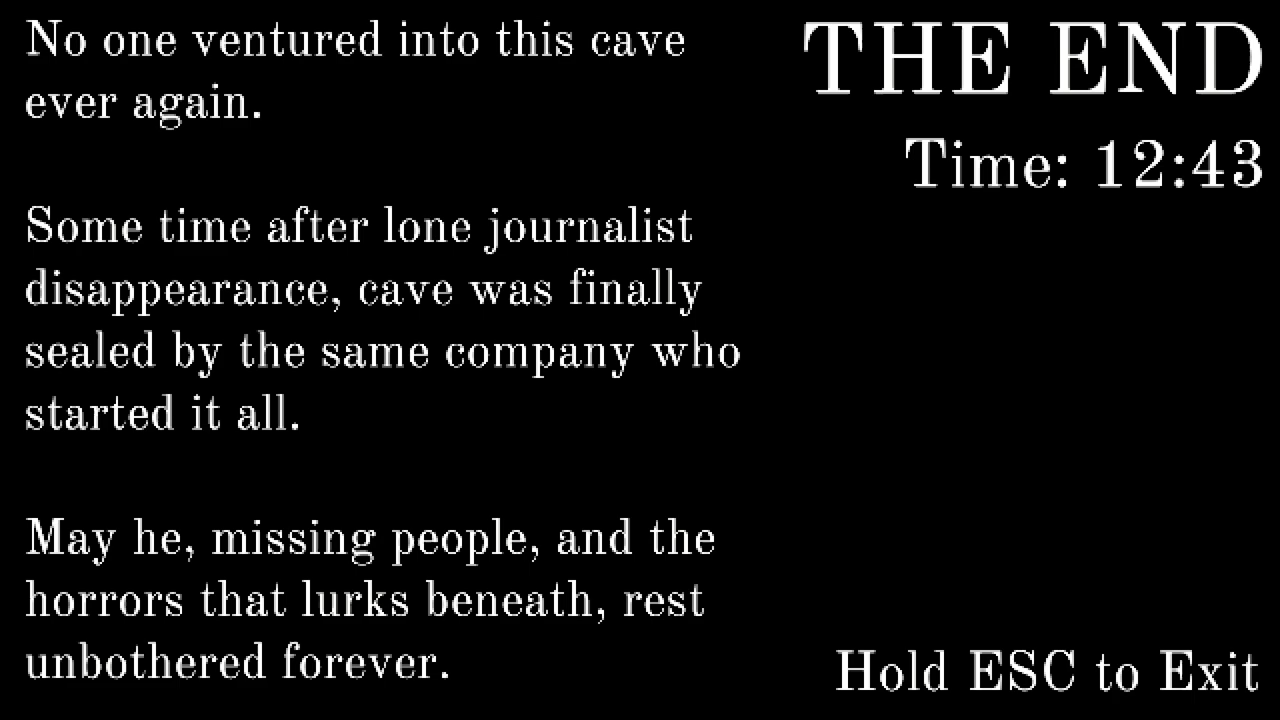 No one ventured into this cave
ever again.
Some time after lone journalist
disappearance, cave was finally
sealed by the same company who
started it all.
May he, missing people, and the
horrors that lurks beneath, rest
unbothered forever.
THE END
Time: 12:43
Hold ESC to Exit